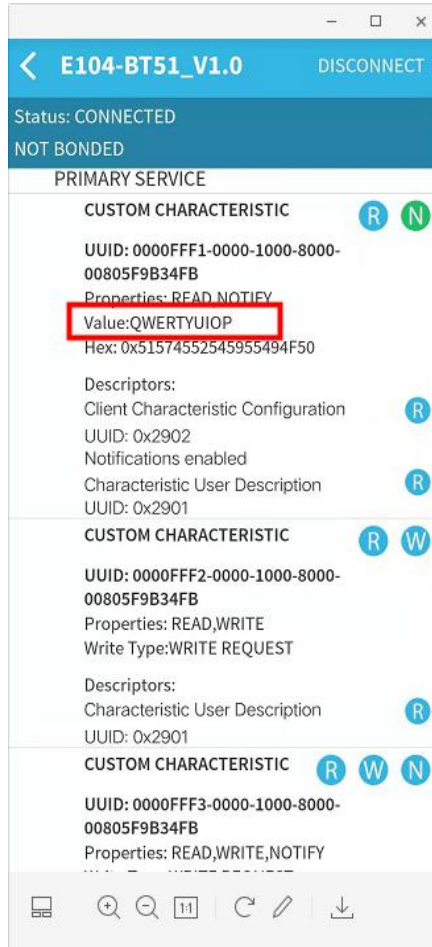 E104-BT51_V1.0 DISCONNECT
Status: CONNECTED
NOT BONDED
PRIMARY SERVICE
CUSTOM CHARACTERISTIC R N
UUID: 0000FFF1-0000-1000-8000-
00805F9B34FB
Properties: READ,NOTIFY
Value:QWERTYUIOP
Hex: 0x51574552545955494F50
Descriptors:
Client Characteristic Configuration R
UUID: 0x2902
Notifications enabled
Characteristic User Description R
UUID: 0x2901
CUSTOM CHARACTERISTIC R W
UUID: 0000FFF2-0000-1000-8000-
00805F9B34FB
Properties: READ,WRITE
Write Type:WRITE REQUEST
Descriptors:
Characteristic User Description R
UUID: 0x2901
CUSTOM CHARACTERISTIC R W N
UUID: 0000FFF3-0000-1000-8000-
00805F9B34FB
Properties: READ,WRITE,NOTIFY
1:1